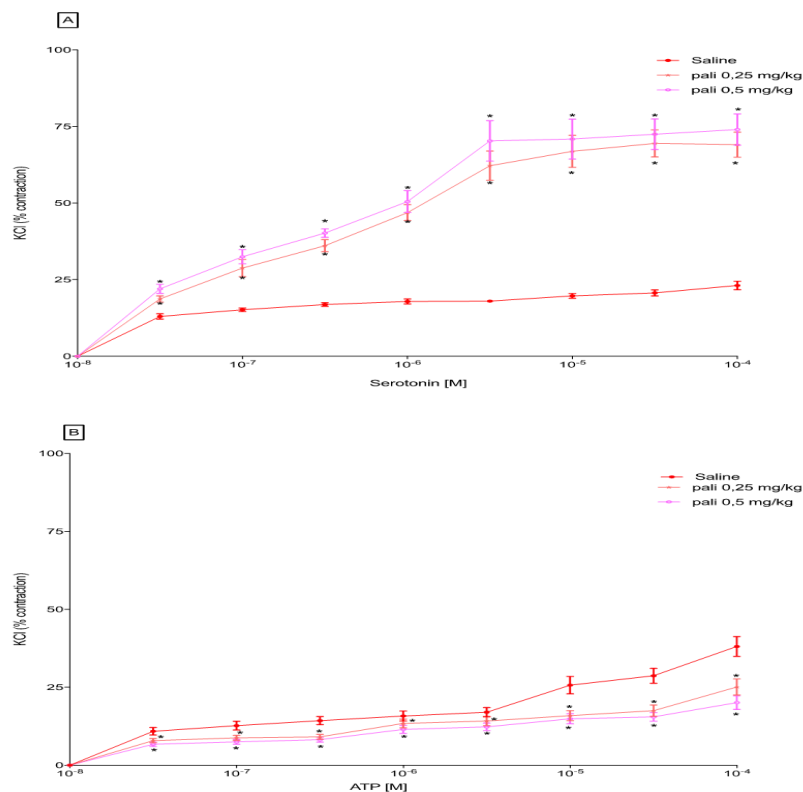 A
100
75
50
25
0
KCl (% contraction)
Saline
pali 0,25 mg/kg
pali 0,5 mg/kg
10⁻⁸
10⁻⁷
10⁻⁶
10⁻⁵
10⁻⁴
Serotonin [M]
B
100
75
50
25
0
KCl (% contraction)
Saline
pali 0,25 mg/kg
pali 0,5 mg/kg
10⁻⁸
10⁻⁷
10⁻⁶
10⁻⁵
10⁻⁴
ATP [M]